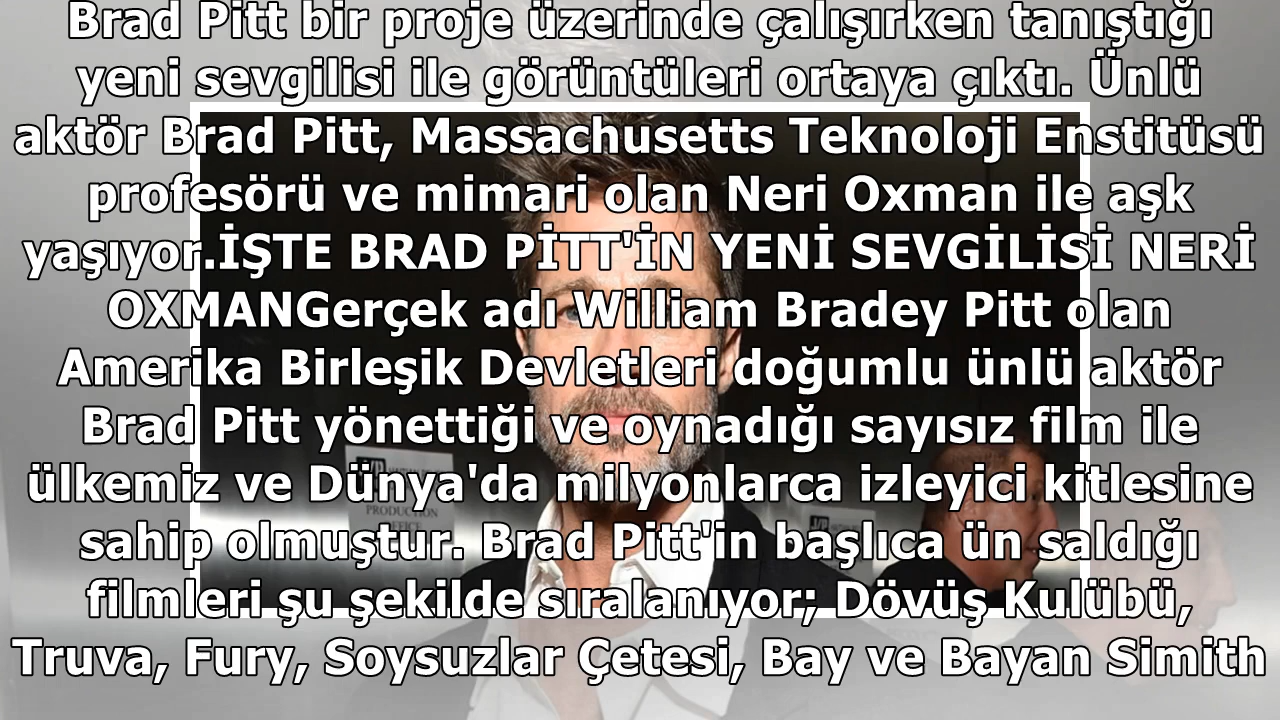 Brad Pitt bir proje üzerinde çalışırken tanıştığı
yeni sevgilisi ile görüntüleri ortaya çıktı. Ünlü
aktör Brad Pitt, Massachusetts Teknoloji Enstitüsü
profesörü ve mimari olan Neri Oxman ile aşk
yaşıyor.İŞTE BRAD PİTT'İN YENİ SEVGİLİSİ NERİ
OXMANGerçek adı William Bradey Pitt olan
Amerika Birleşik Devletleri doğumlu ünlü aktör
Brad Pitt yönettiği ve oynadığı sayısız film ile
ülkemiz ve Dünya'da milyonlarca izleyici kitlesine
sahip olmuştur. Brad Pitt'in başlıca ün saldığı
filmleri şu şekilde sıralanıyor; Dövüş Kulübü,
Truva, Fury, Soysuzlar Çetesi, Bay ve Bayan Simith
PRODUCTION
OFFICE